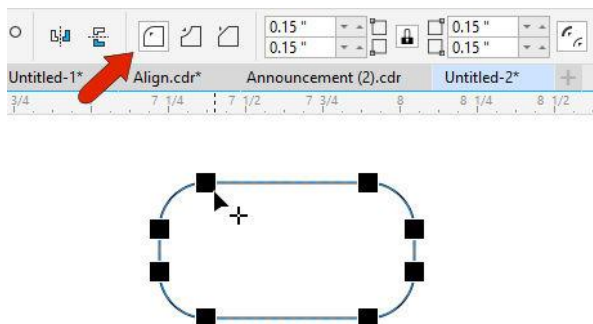 0.15 " 0.15 "
0.15 " 0.15 "
Untitled-1* Align.cdr* Announcement (2).cdr Untitled-2*
3/4 7 1/4 7 1/2 7 3/4 8 8 1/4 8 1/2